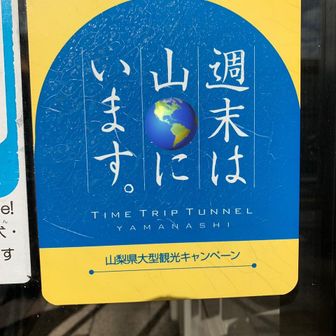 週末は
山に
います。
TIME TRIP TUNNEL
YAMANASHI
山梨県大型観光キャンペーン
e!
・
す